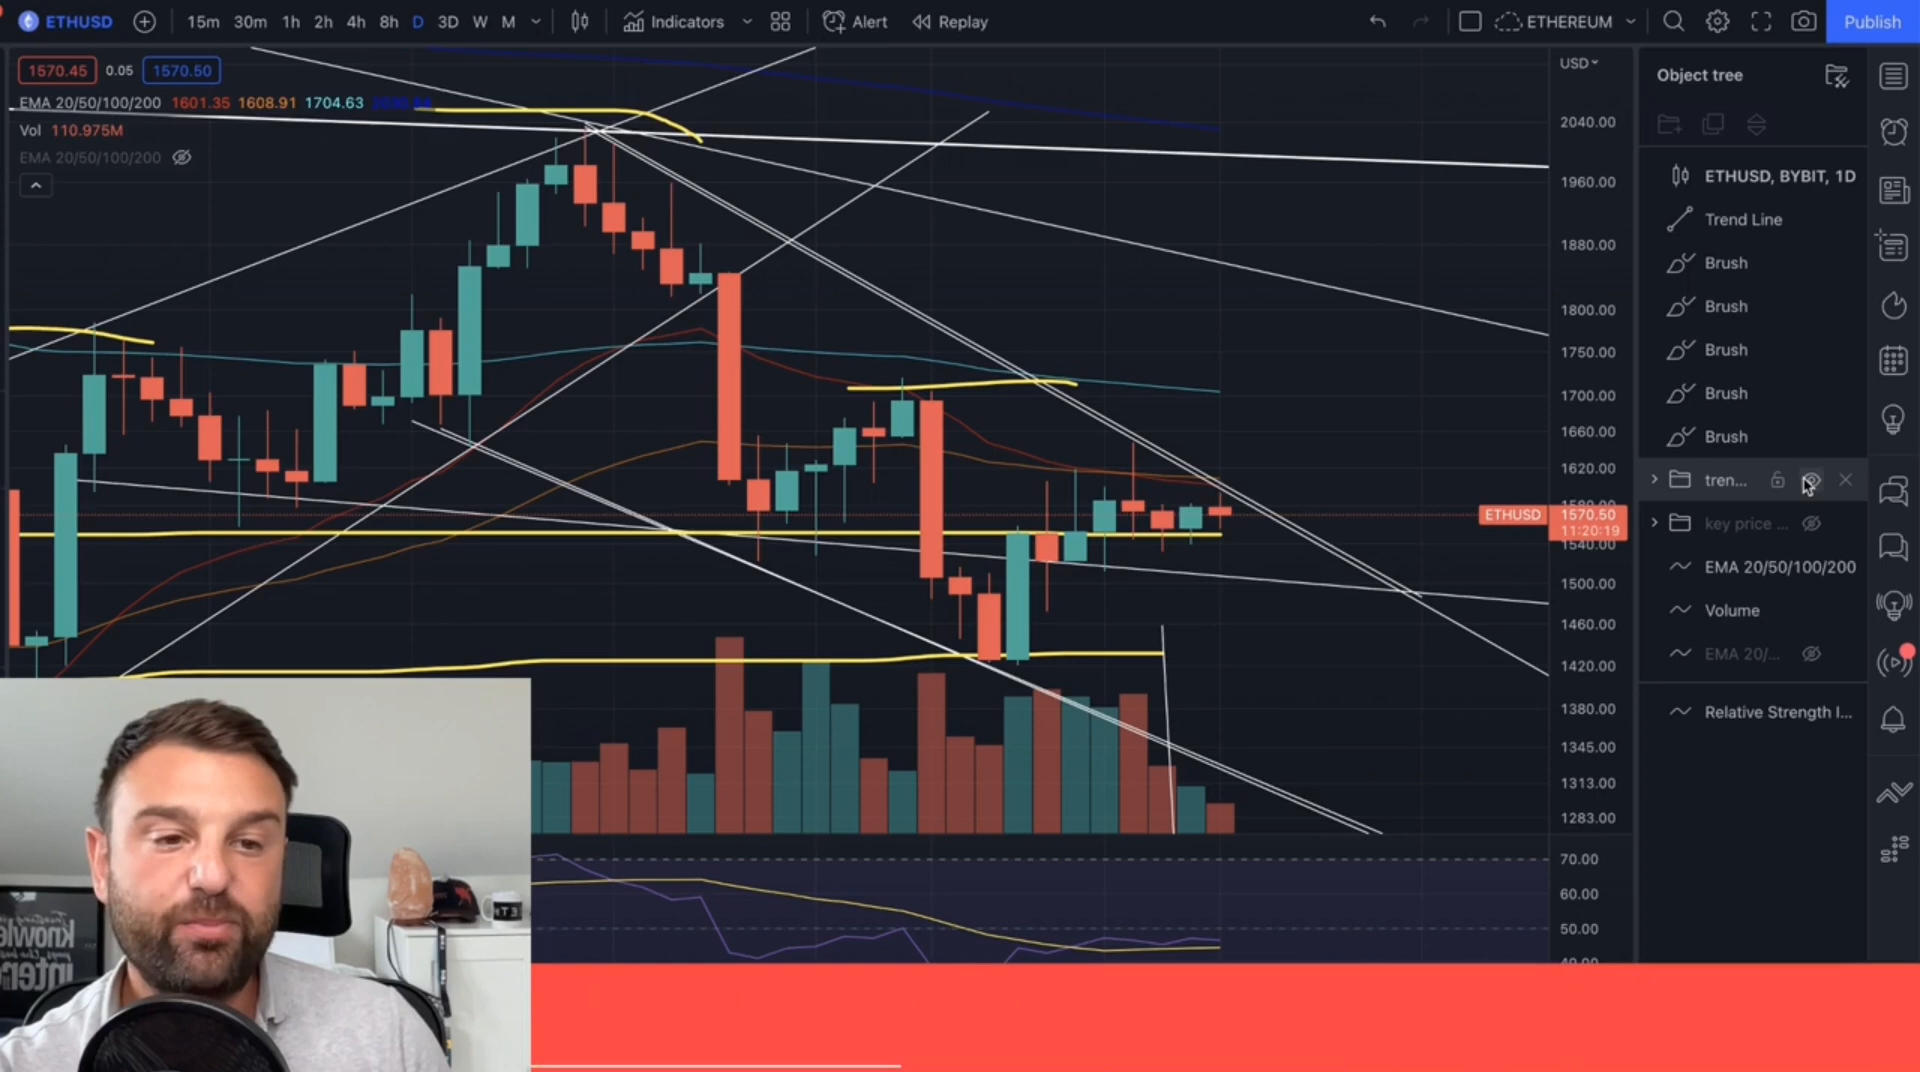 ETHUSD 15m 30m 1h 2h 4h 8h D 3D W M Indicators Alert Replay ETHEREUM Publish
1570.45 0.05 1570.50
EMA 20/50/100/200 1601.35 1608.91 1704.63
Vol 110.975M
EMA 20/50/100/200
USD
2040.00
1960.00
1880.00
1800.00
1750.00
1700.00
1660.00
1620.00
1580.00
ETHUSD 1570.50
11:20:19
1540.00
1500.00
1460.00
1420.00
1380.00
1345.00
1313.00
1283.00
70.00
60.00
50.00
40.00
Object tree
ETHUSD, BYBIT, 1D
Trend Line
Brush
Brush
Brush
Brush
Brush
tren...
key price ...
EMA 20/50/100/200
Volume
EMA 20/...
Relative Strength I...